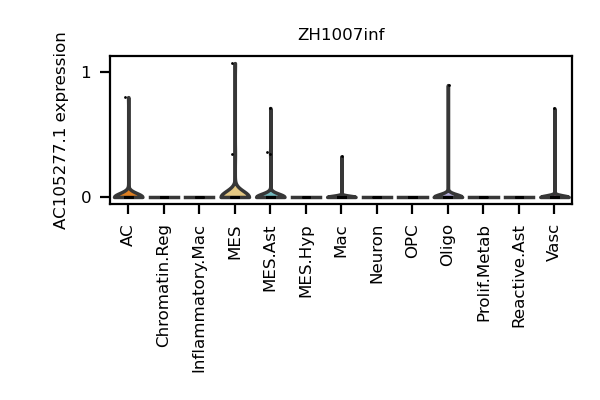 ZH1007inf
AC105277.1 expression
1
0
AC
Chromatin.Reg
Inflammatory.Mac
MES
MES.Ast
MES.Hyp
Mac
Neuron
OPC
Oligo
Prolif.Metab
Reactive.Ast
Vasc